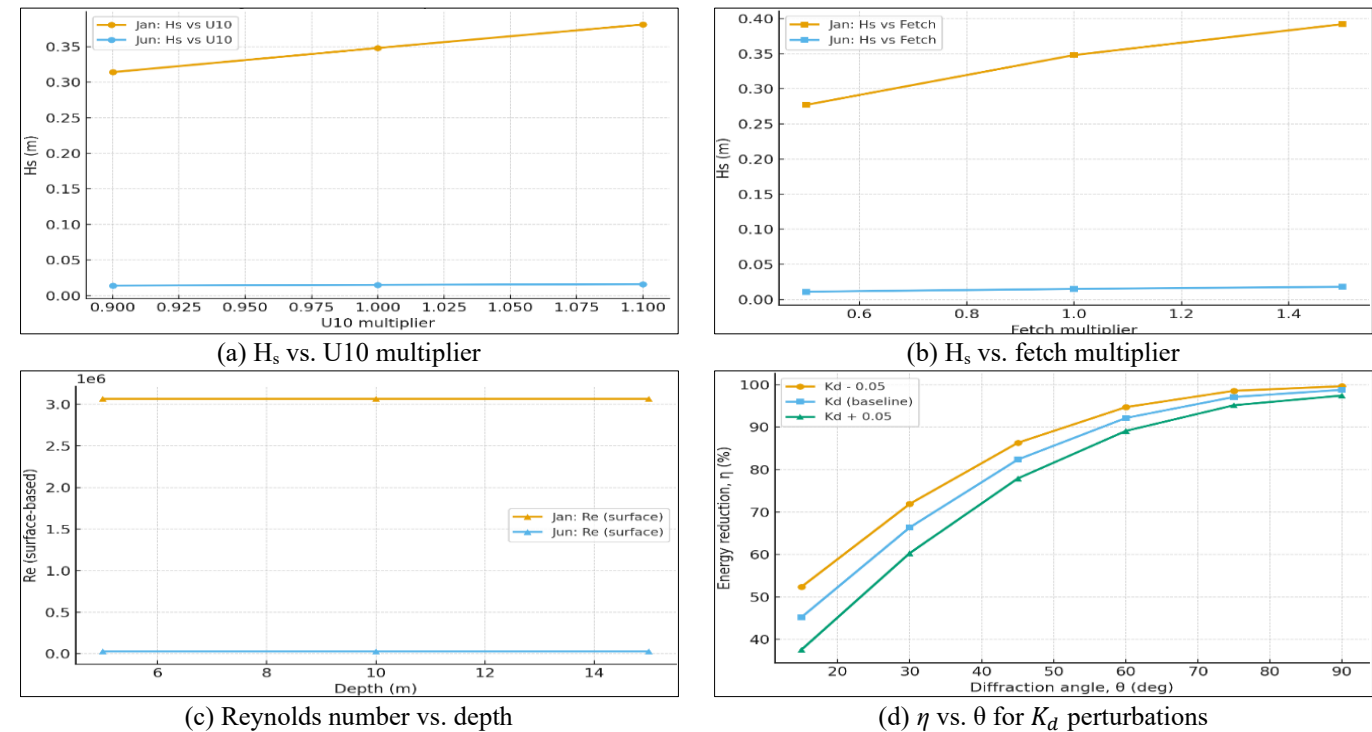 Jan: Hs vs U10
Jun: Hs vs U10
Hs (m)
0.35
0.30
0.25
0.20
0.15
0.10
0.05
0.00
0.900 0.925 0.950 0.975 1.000 1.025 1.050 1.075 1.100
U10 multiplier
(a) Hₛ vs. U10 multiplier
Jan: Hs vs Fetch
Jun: Hs vs Fetch
Hs (m)
0.40
0.35
0.30
0.25
0.20
0.15
0.10
0.05
0.00
0.6 0.8 1.0 1.2 1.4
Fetch multiplier
(b) Hₛ vs. fetch multiplier
1e6
Re (surface-based)
3.0
2.5
2.0
1.5
1.0
0.5
0.0
Jan: Re (surface)
Jun: Re (surface)
6 8 10 12 14
Depth (m)
(c) Reynolds number vs. depth
Kd - 0.05
Kd (baseline)
Kd + 0.05
Energy reduction, η (%)
100
90
80
70
60
50
40
20 30 40 50 60 70 80 90
Diffraction angle, θ (deg)
(d) η vs. θ for K_d perturbations